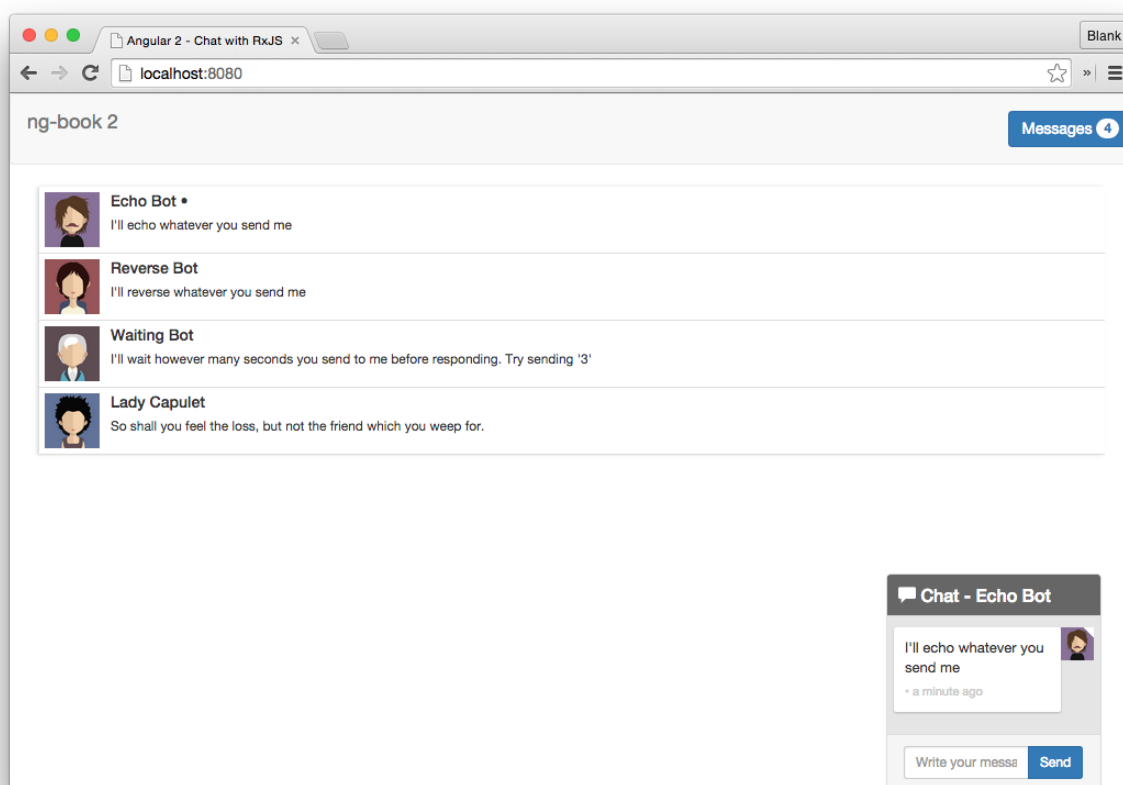 Angular 2 - Chat with RxJS
Blank
localhost:8080
ng-book 2
Messages 4
Echo Bot •
I'll echo whatever you send me
Reverse Bot
I'll reverse whatever you send me
Waiting Bot
I'll wait however many seconds you send to me before responding. Try sending '3'
Lady Capulet
So shall you feel the loss, but not the friend which you weep for.
Chat - Echo Bot
I'll echo whatever you
send me
• a minute ago
Write your messa
Send